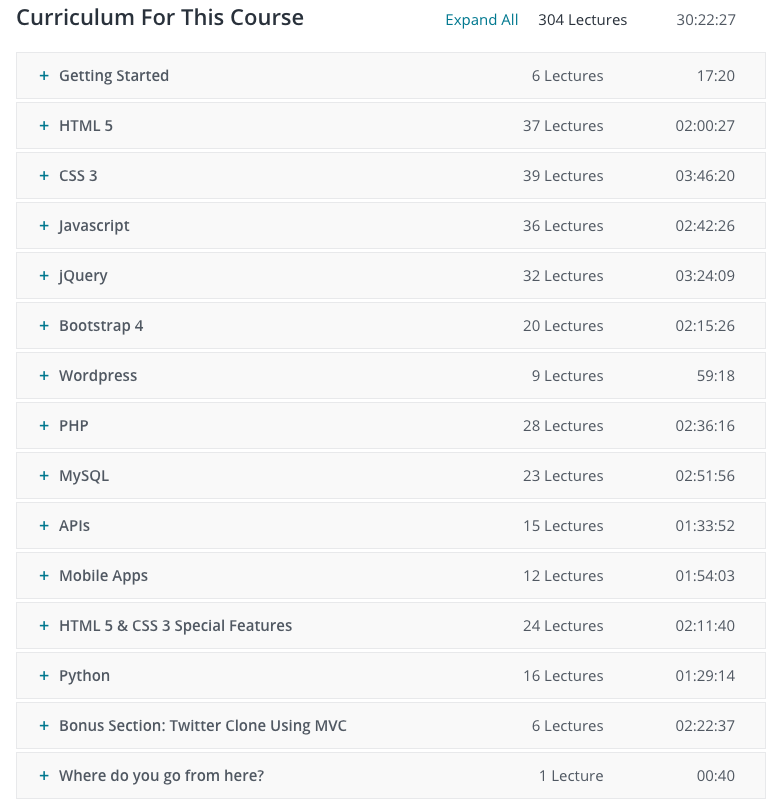 Curriculum For This Course Expand All 304 Lectures 30:22:27
+ Getting Started 6 Lectures 17:20
+ HTML 5 37 Lectures 02:00:27
+ CSS 3 39 Lectures 03:46:20
+ Javascript 36 Lectures 02:42:26
+ jQuery 32 Lectures 03:24:09
+ Bootstrap 4 20 Lectures 02:15:26
+ Wordpress 9 Lectures 59:18
+ PHP 28 Lectures 02:36:16
+ MySQL 23 Lectures 02:51:56
+ APIs 15 Lectures 01:33:52
+ Mobile Apps 12 Lectures 01:54:03
+ HTML 5 & CSS 3 Special Features 24 Lectures 02:11:40
+ Python 16 Lectures 01:29:14
+ Bonus Section: Twitter Clone Using MVC 6 Lectures 02:22:37
+ Where do you go from here? 1 Lecture 00:40